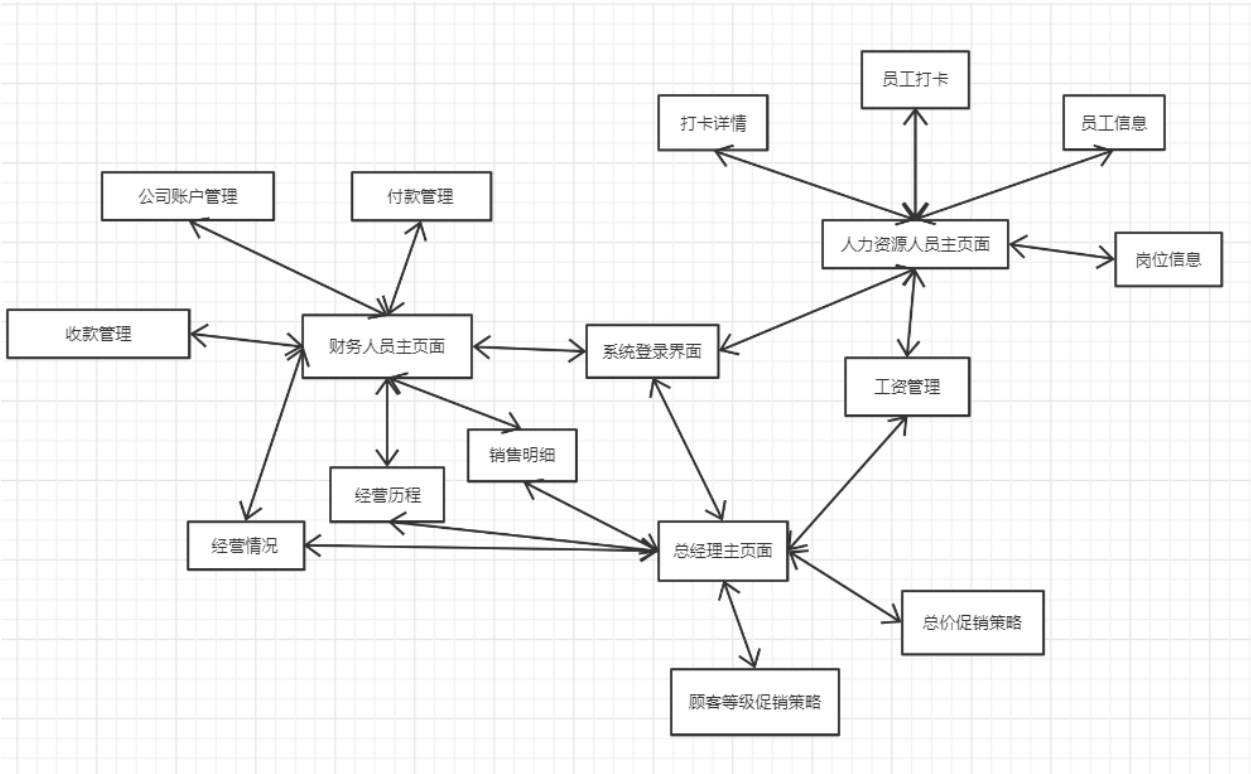 员工打卡
打卡详情
员工信息
公司账户管理
付款管理
人力资源人员主页面
岗位信息
收款管理
财务人员主页面
系统登录界面
工资管理
销售明细
经营历程
经营情况
总经理主页面
总价促销策略
顾客等级促销策略